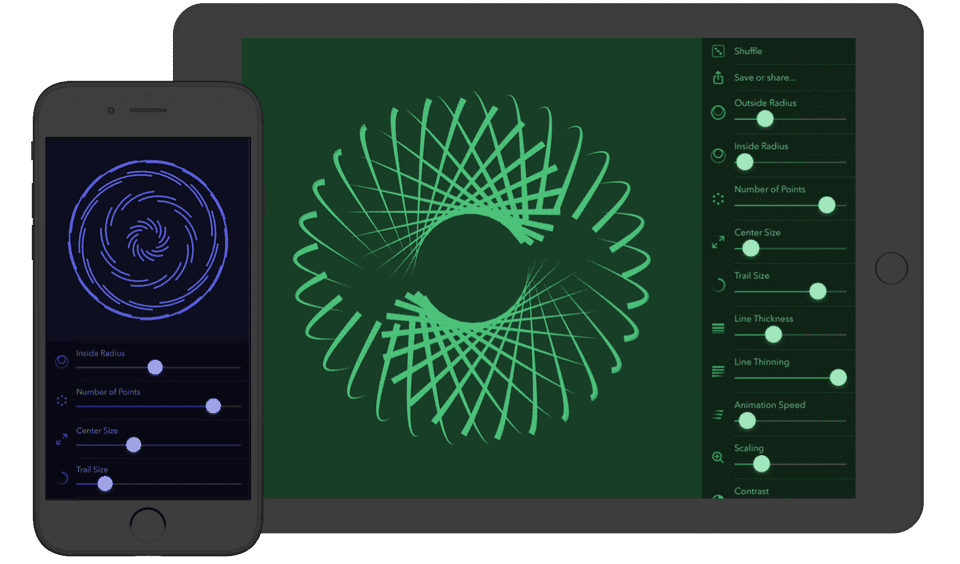 Inside Radius
Number of Points
Center Size
Trail Size
Shuffle
Save or share...
Outside Radius
Inside Radius
Number of Points
Center Size
Trail Size
Line Thickness
Line Thinning
Animation Speed
Scaling
Contrast